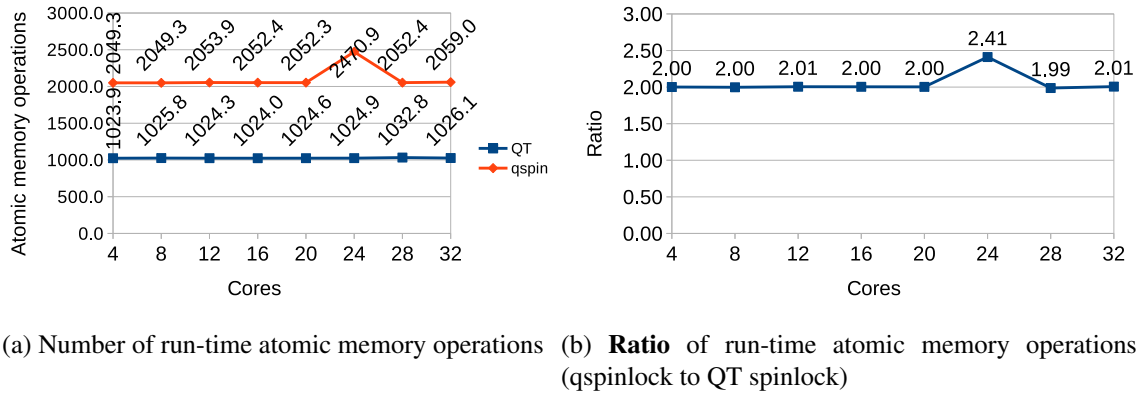 3000.0
2500.0
2000.0
1500.0
1000.0
500.0
0.0
Atomic memory operations
2049.3 2049.3 2053.9 2052.4 2052.3 2470.9 2052.4 2059.0
1023.9 1025.8 1024.3 1024.0 1024.6 1024.9 1032.8 1026.1
4 8 12 16 20 24 28 32
Cores
QT
qspin
3.00
2.50
2.00
1.50
1.00
0.50
0.00
Ratio
2.00 2.00 2.01 2.00 2.00 2.41 1.99 2.01
4 8 12 16 20 24 28 32
Cores
(a) Number of run-time atomic memory operations
(b) Ratio of run-time atomic memory operations
(qspinlock to QT spinlock)